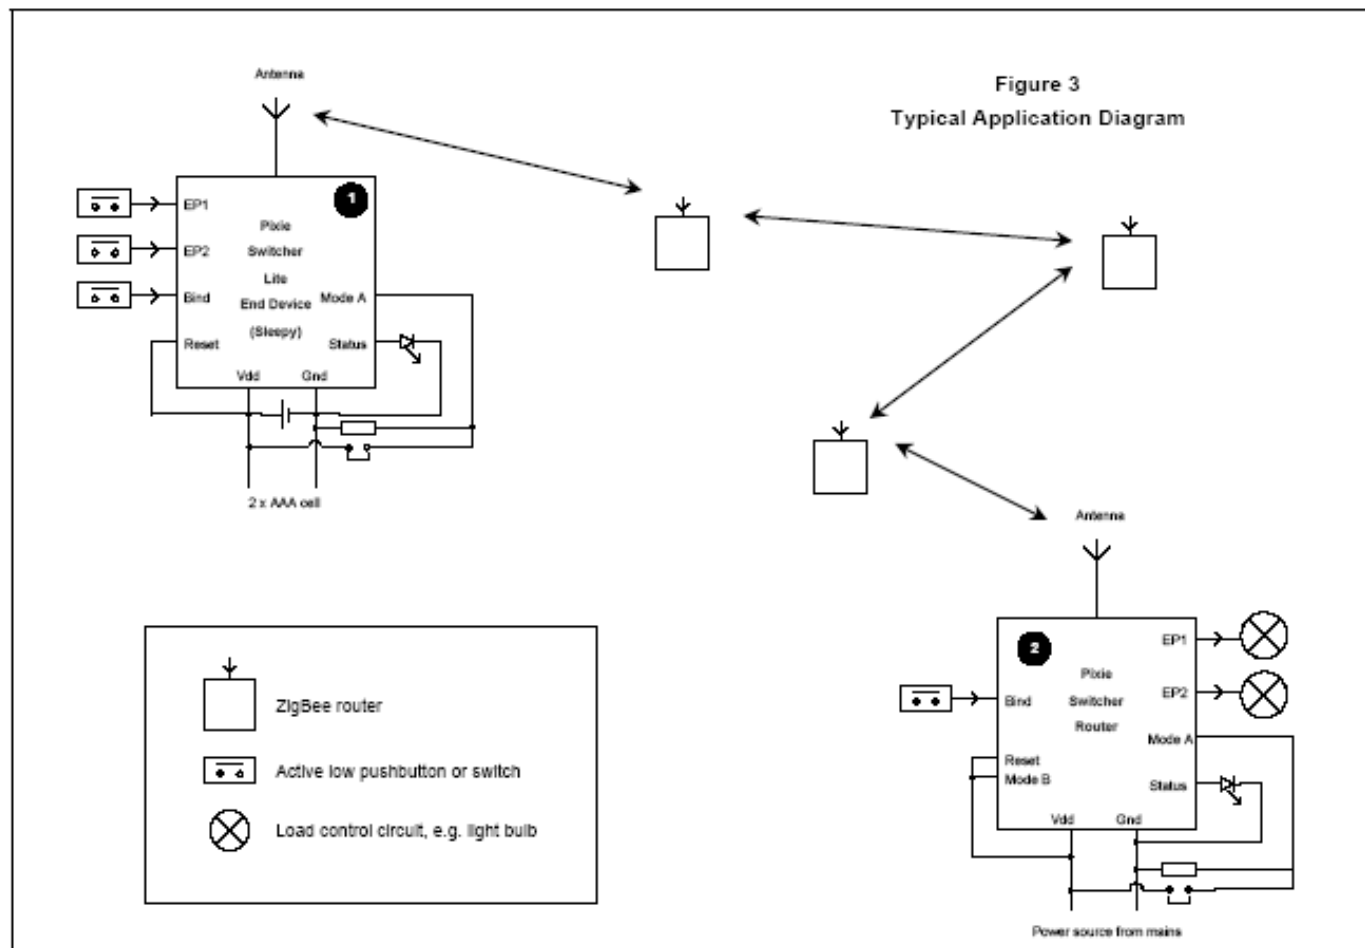 Figure 3
Typical Application Diagram
Antenna
1
EP1
Pixie
EP2
Switcher
Lite
Bind
End Device
Mode A
(Sleepy)
Reset
Status
Vdd
Gnd
2 x AAA cell
Antenna
2
EP1
Pixie
EP2
Bind
Switcher
Router
Mode A
Reset
Mode B
Status
Vdd
Gnd
Power source from mains
ZigBee router
Active low pushbutton or switch
Load control circuit, e.g. light bulb